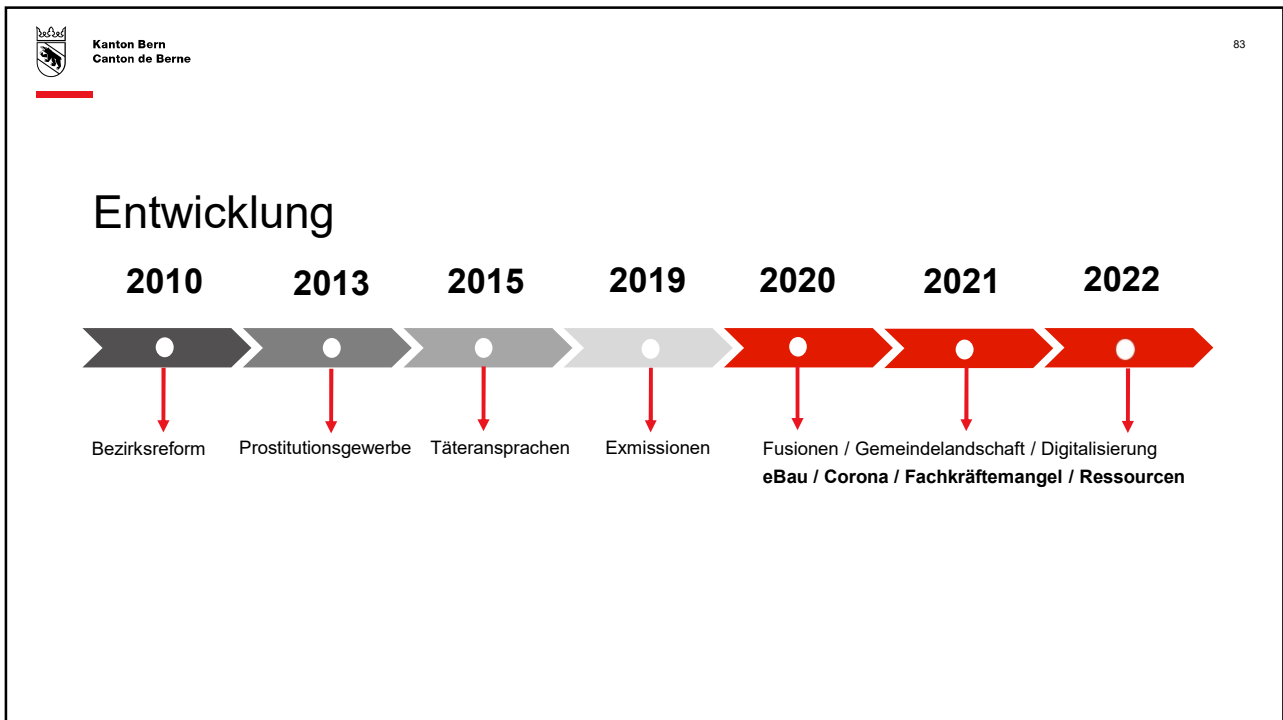 Kanton Bern
Canton de Berne
83
Entwicklung
2010 2013 2015 2019 2020 2021 2022
Bezirksreform Prostitutionsgewerbe Täteransprachen Exmissionen Fusionen / Gemeindelandschaft / Digitalisierung
eBau / Corona / Fachkräftemangel / Ressourcen